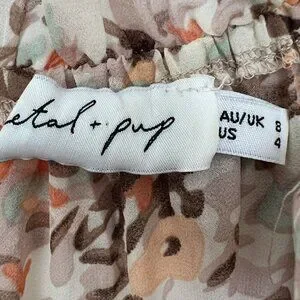 etal + pup
AU/UK 8
US 4